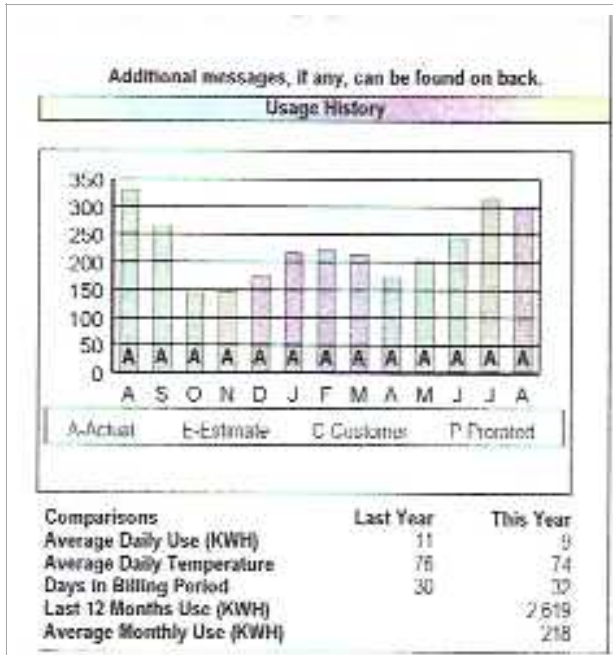 Additional messages, if any, can be found on back.
Usage History
350
300
250
200
150
100
50
0
A A A A A A A A A A A A A
A S O N D J F M A M J J A
A-Actual E-Estimate C-Customer P-Prorated
Comparisons Last Year This Year
Average Daily Use (KWH) 11 9
Average Daily Temperature 76 74
Days in Billing Period 30 32
Last 12 Months Use (KWH) 2,619
Average Monthly Use (KWH) 218